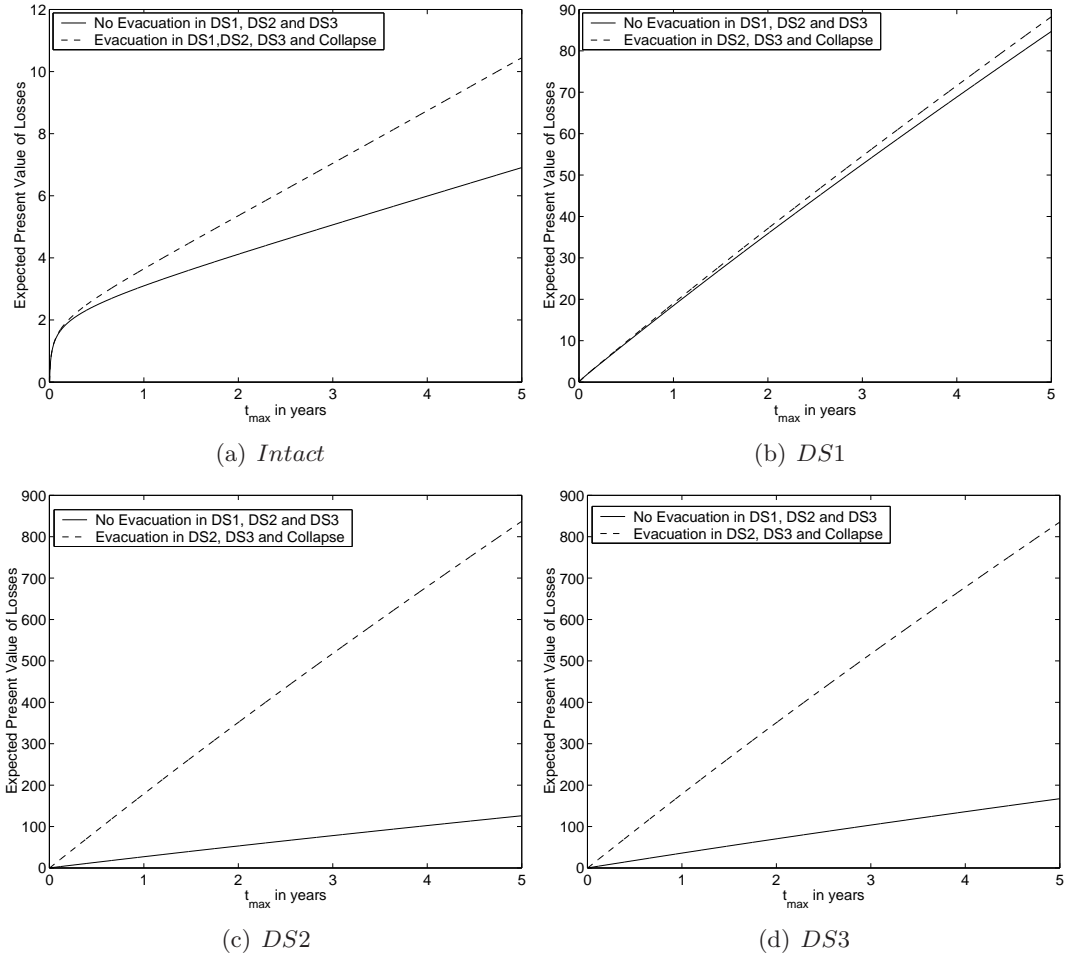 12
10
8
6
4
2
0
0 1 2 3 4 5
Expected Present Value of Losses
t_max in years
No Evacuation in DS1, DS2 and DS3
Evacuation in DS1,DS2, DS3 and Collapse
(a) Intact
90
80
70
60
50
40
30
20
10
0
0 1 2 3 4 5
Expected Present Value of Losses
t_max in years
No Evacuation in DS1, DS2 and DS3
Evacuation in DS2, DS3 and Collapse
(b) DS1
900
800
700
600
500
400
300
200
100
0
0 1 2 3 4 5
Expected Present Value of Losses
t_max in years
No Evacuation in DS1, DS2 and DS3
Evacuation in DS2, DS3 and Collapse
(c) DS2
900
800
700
600
500
400
300
200
100
0
0 1 2 3 4 5
Expected Present Value of Losses
t_max in years
No Evacuation in DS1, DS2 and DS3
Evacuation in DS2, DS3 and Collapse
(d) DS3